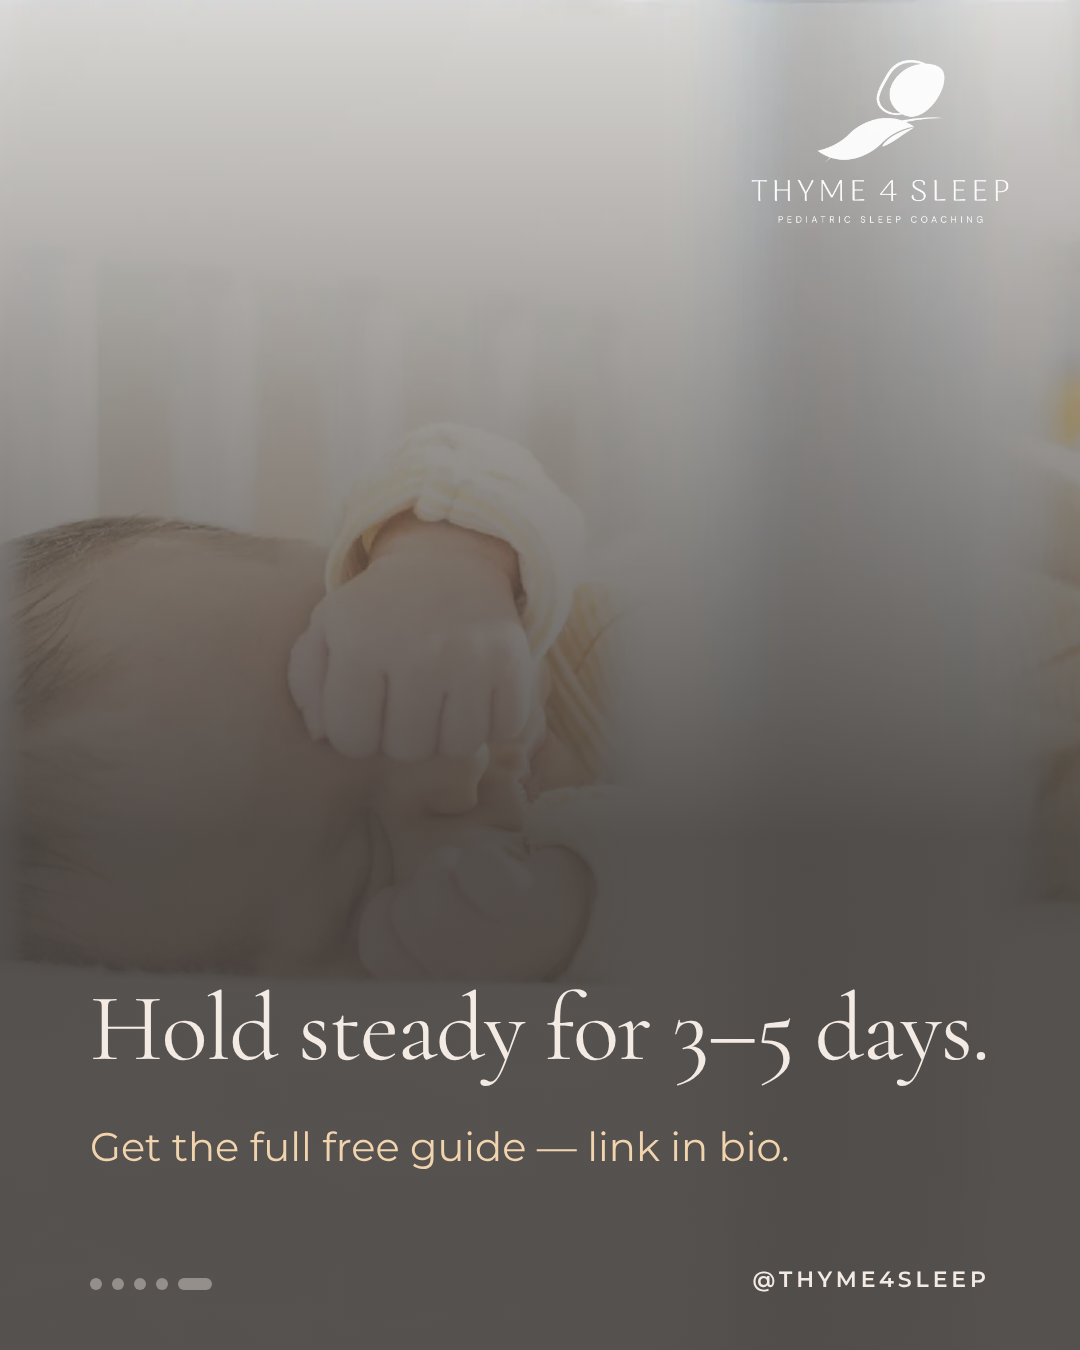 THYME 4 SLEEP
PEDIATRIC SLEEP COACHING
Hold steady for 3–5 days.
Get the full free guide — link in bio.
@THYME4SLEEP